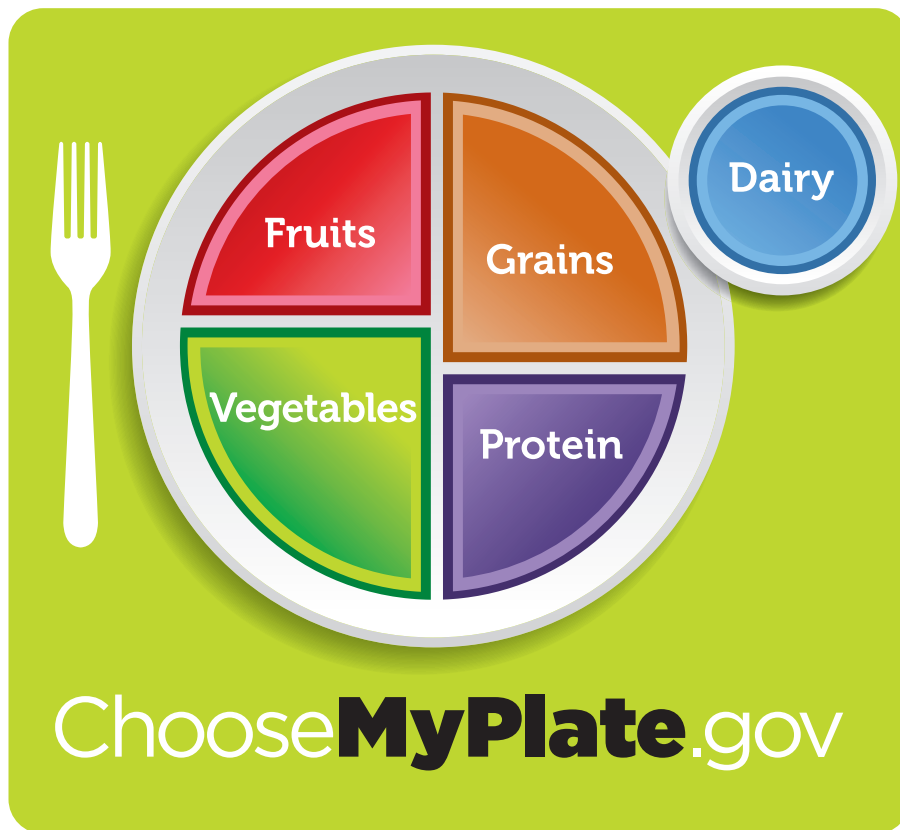 Fruits
Grains
Dairy
Vegetables
Protein
ChooseMyPlate.gov